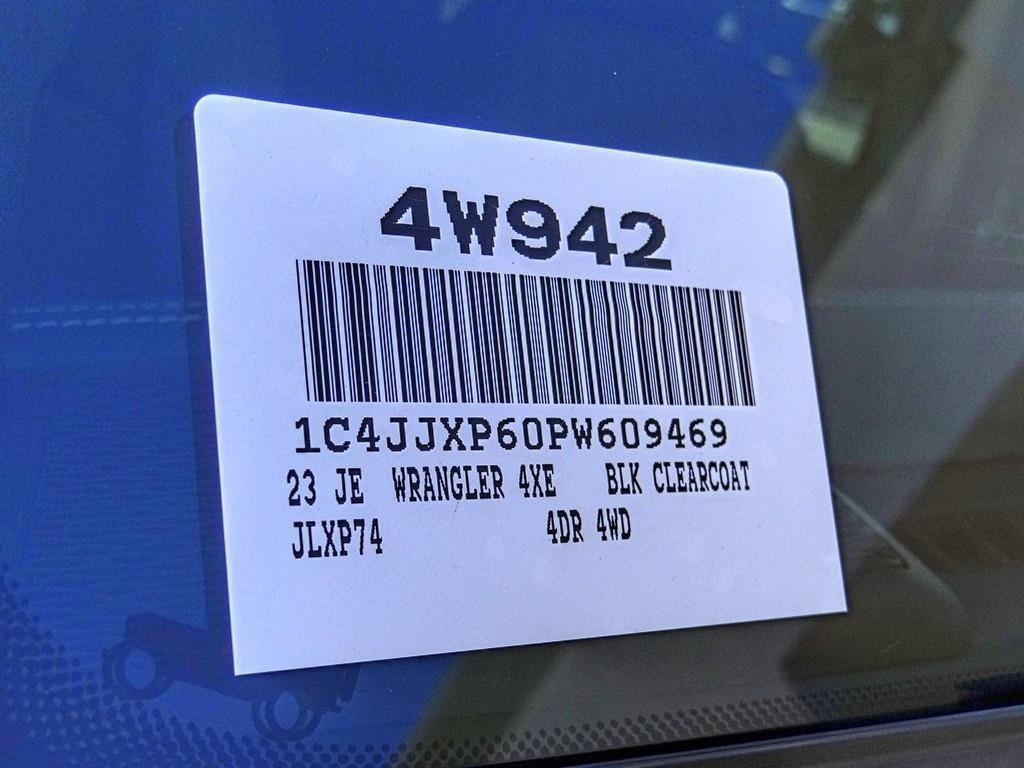 4W942
1C4JJXP60PW609469
23 JE WRANGLER 4XE BLK CLEARCOAT
JLXP74 4DR 4WD